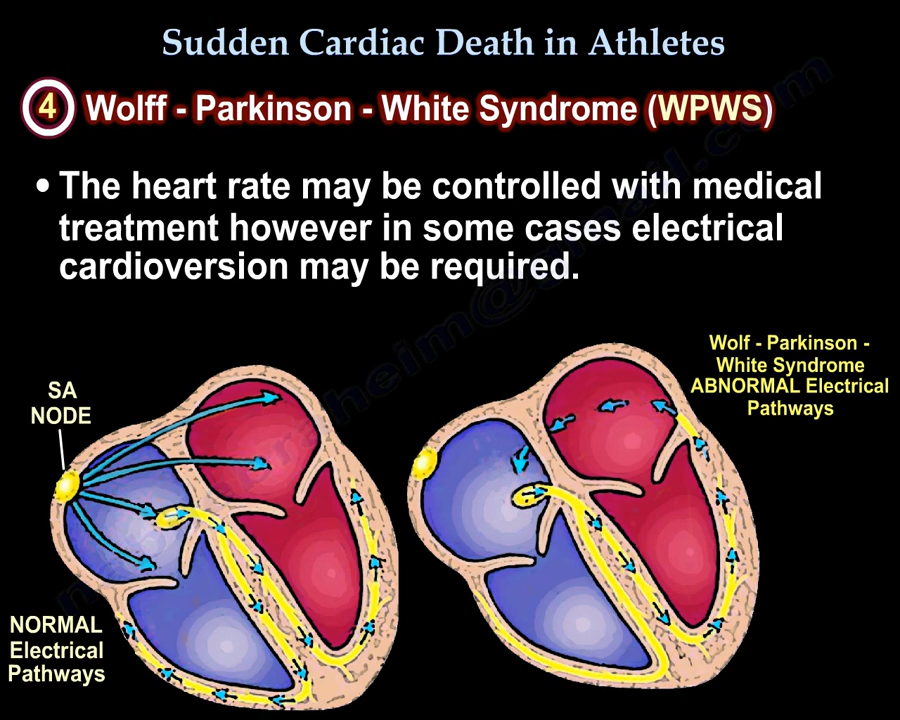 Sudden Cardiac Death in Athletes
4 Wolff - Parkinson - White Syndrome (WPWS)
• The heart rate may be controlled with medical
treatment however in some cases electrical
cardioversion may be required.
Wolf - Parkinson -
White Syndrome
ABNORMAL Electrical
Pathways
SA
NODE
NORMAL
Electrical
Pathways